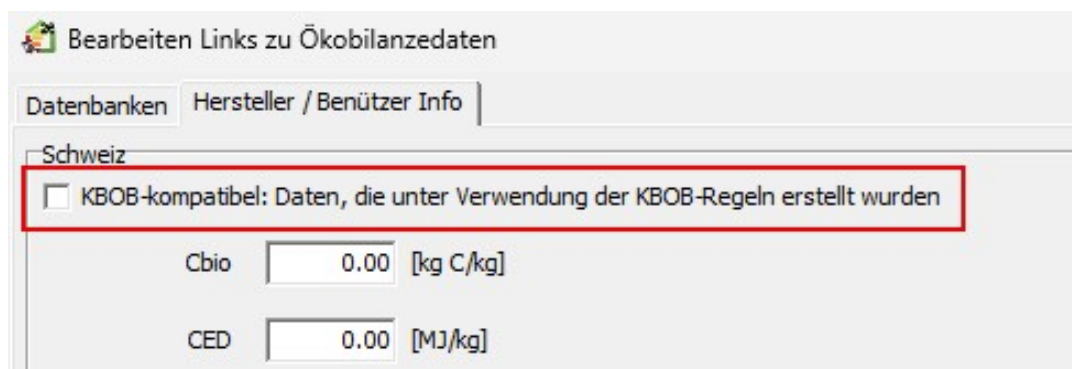 Bearbeiten Links zu Ökobilanzedaten
Datenbanken Hersteller / Benützer Info
Schweiz
KBOB-kompatibel: Daten, die unter Verwendung der KBOB-Regeln erstellt wurden
Cbio 0.00 [kg C/kg]
CED 0.00 [MJ/kg]